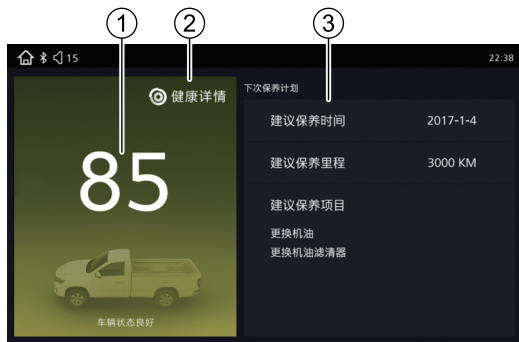 1
2
3
15
22:38
健康详情
85
车辆状态良好
下次保养计划
建议保养时间 2017-1-4
建议保养里程 3000 KM
建议保养项目
更换机油
更换机油滤清器